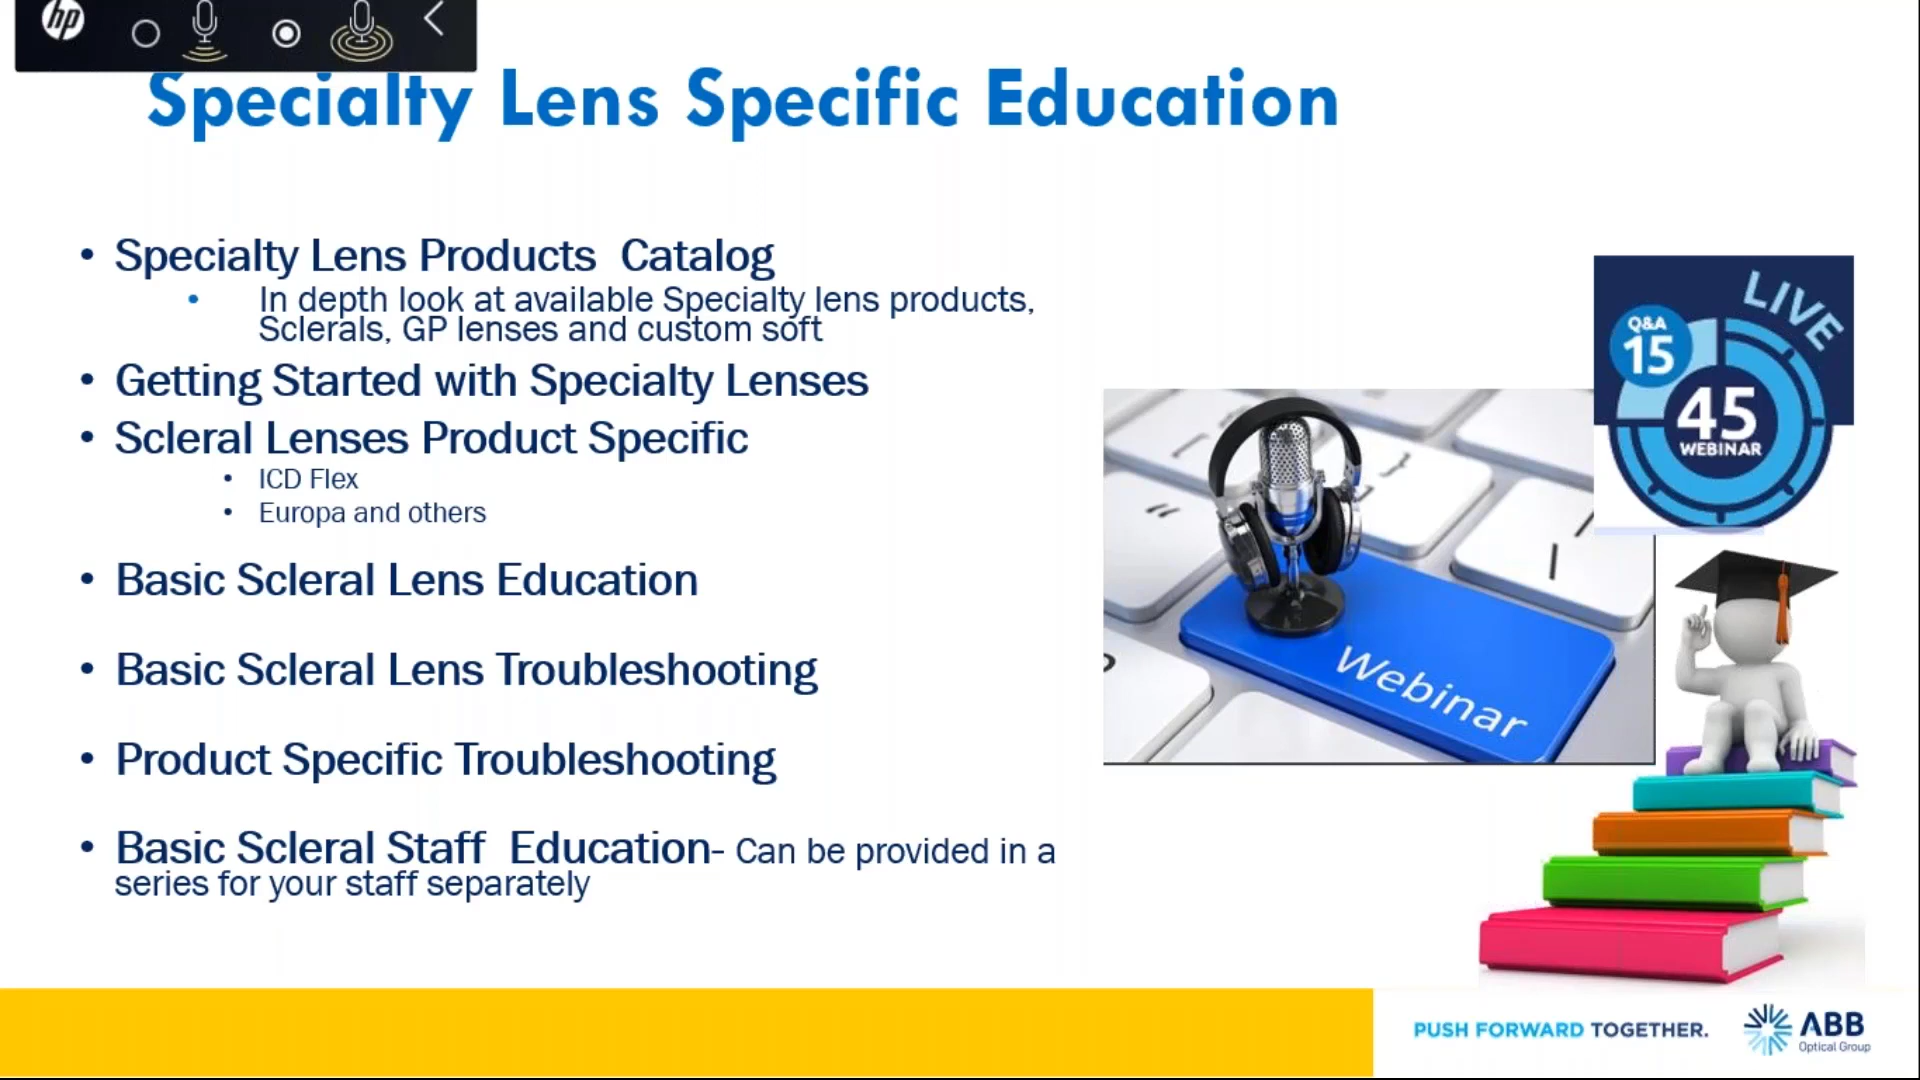 hp
Specialty Lens Specific Education
• Specialty Lens Products  Catalog
• In depth look at available Specialty lens products,
Sclerals, GP lenses and custom soft
• Getting Started with Specialty Lenses
• Scleral Lenses Product Specific
• ICD Flex
• Europa and others
• Basic Scleral Lens Education
• Basic Scleral Lens Troubleshooting
• Product Specific Troubleshooting
• Basic Scleral Staff  Education- Can be provided in a
series for your staff separately
LIVE
Q&A
15
45
WEBINAR
Webinar
PUSH FORWARD TOGETHER.
ABB
Optical Group